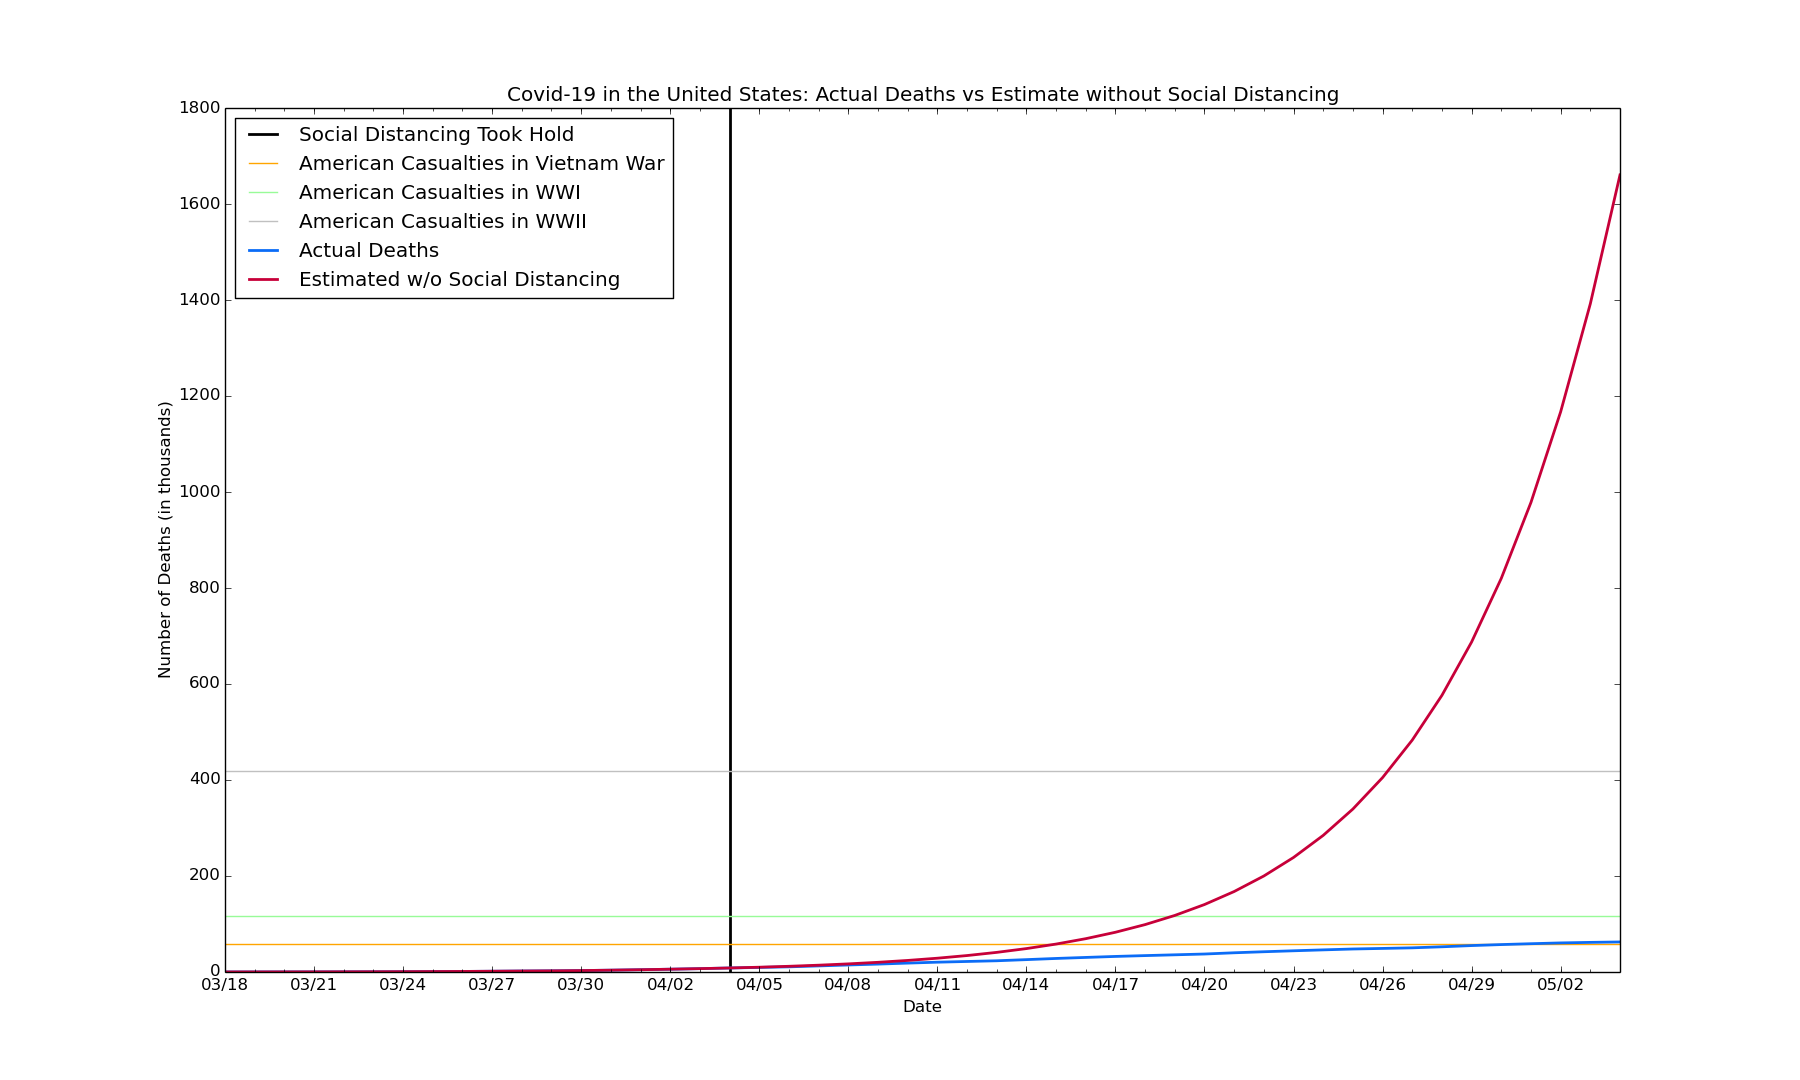 Covid-19 in the United States: Actual Deaths vs Estimate without Social Distancing
Social Distancing Took Hold
American Casualties in Vietnam War
American Casualties in WWI
American Casualties in WWII
Actual Deaths
Estimated w/o Social Distancing
Number of Deaths (in thousands)
1800
1600
1400
1200
1000
800
600
400
200
0
03/18 03/21 03/24 03/27 03/30 04/02 04/05 04/08 04/11 04/14 04/17 04/20 04/23 04/26 04/29 05/02
Date